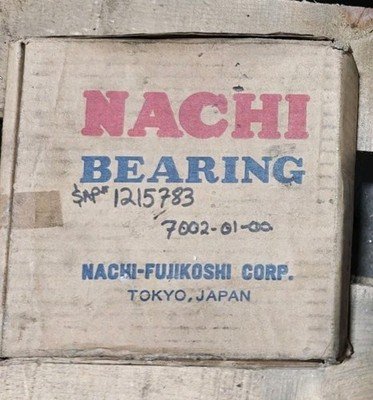 NACHI
BEARING
SAP# 1215783
7002-01-00
NACHI-FUJIKOSHI CORP.
TOKYO, JAPAN